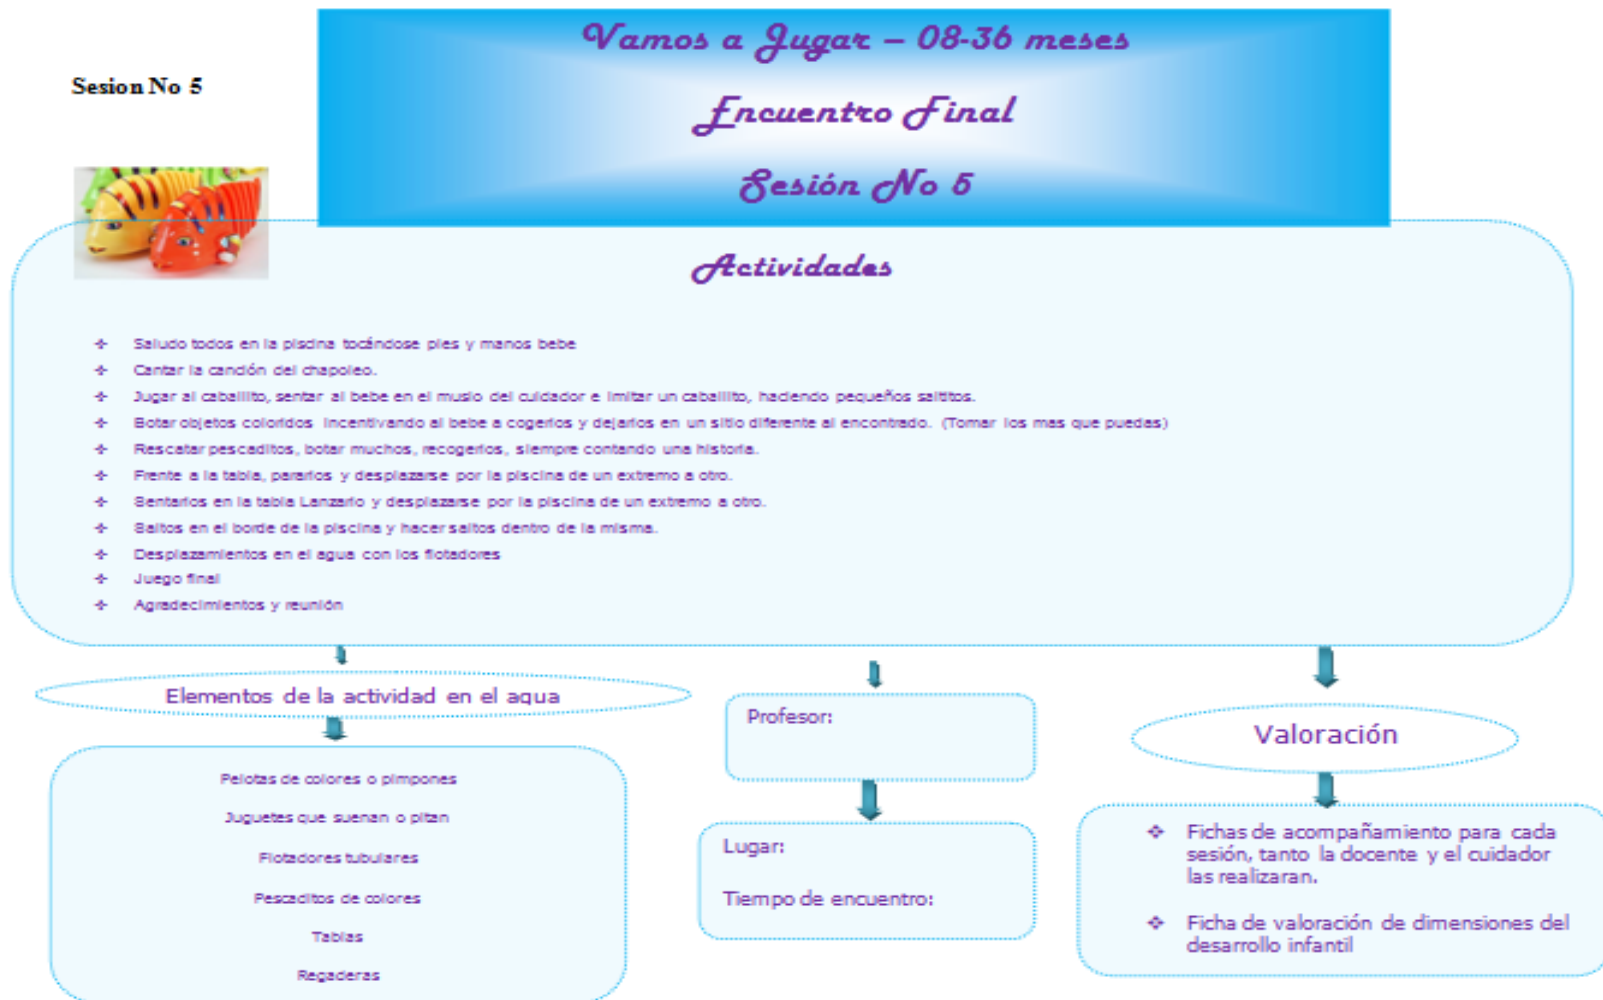 Vamos a Jugar – 08-36 meses
Sesion No 5
Encuentro Final
Sesión No 5
Actividades
Saludo todos en la piscina tocándose pies y manos bebe
Cantar la canción del chapoleo.
Jugar al caballito, sentar al bebe en el muslo del cuidador e imitar un caballito, haciendo pequeños saltitos.
Botar objetos coloridos incentivando al bebe a cogerlos y dejarlos en un sitio diferente al encontrado. (Tomar los mas que puedas)
Rescatar pescaditos, botar muchos, recogerlos, siempre contando una historia.
Frente a la tabla, pararlos y desplazarse por la piscina de un extremo a otro.
Sentarlos en la tabla Lanzarlo y desplazarse por la piscina de un extremo a otro.
Saltos en el borde de la piscina y hacer saltos dentro de la misma.
Desplazamientos en el agua con los flotadores
Juego final
Agradecimientos y reunión
Elementos de la actividad en el agua
Pelotas de colores o pimpones
Juguetes que suenan o pitan
Flotadores tubulares
Pescaditos de colores
Tablas
Regaderas
Profesor:
Lugar:
Tiempo de encuentro:
Valoración
Fichas de acompañamiento para cada
sesión, tanto la docente y el cuidador
las realizaran.
Ficha de valoración de dimensiones del
desarrollo infantil